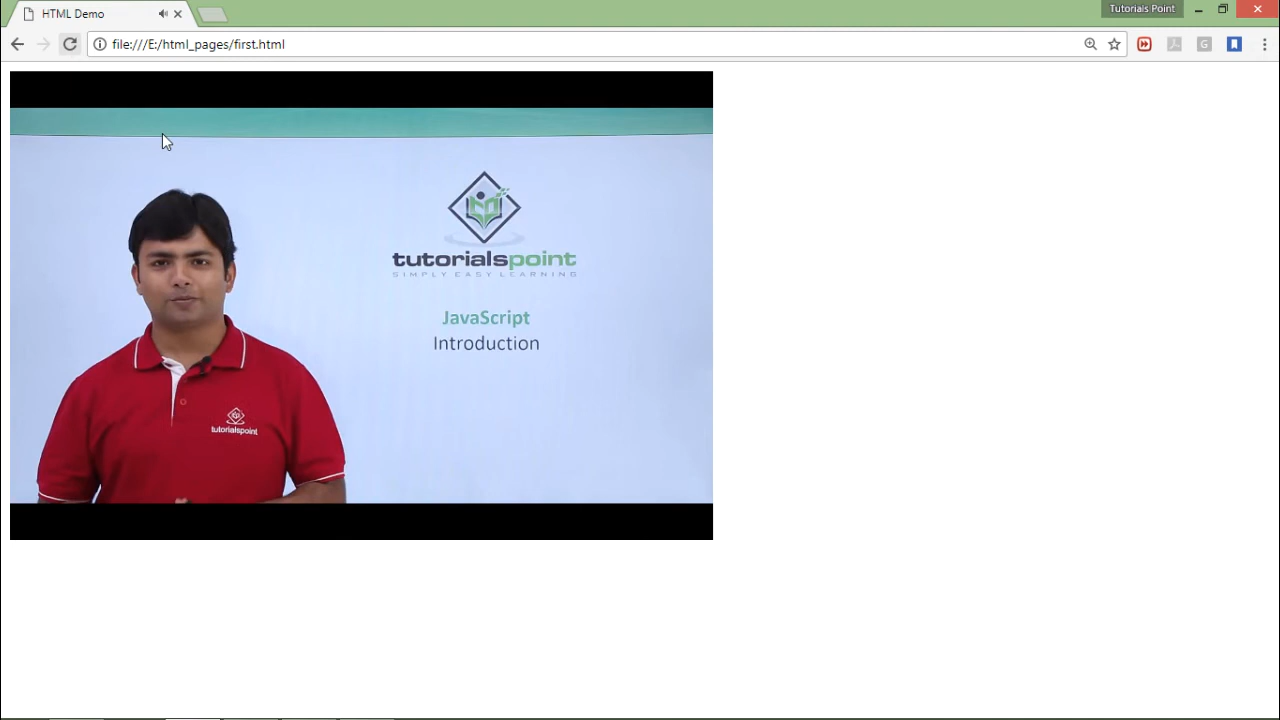 HTML Demo
Tutorials Point
file:///E:/html_pages/first.html
tutorialspoint
SIMPLY EASY LEARNING
JavaScript
Introduction
tutorialspoint
G